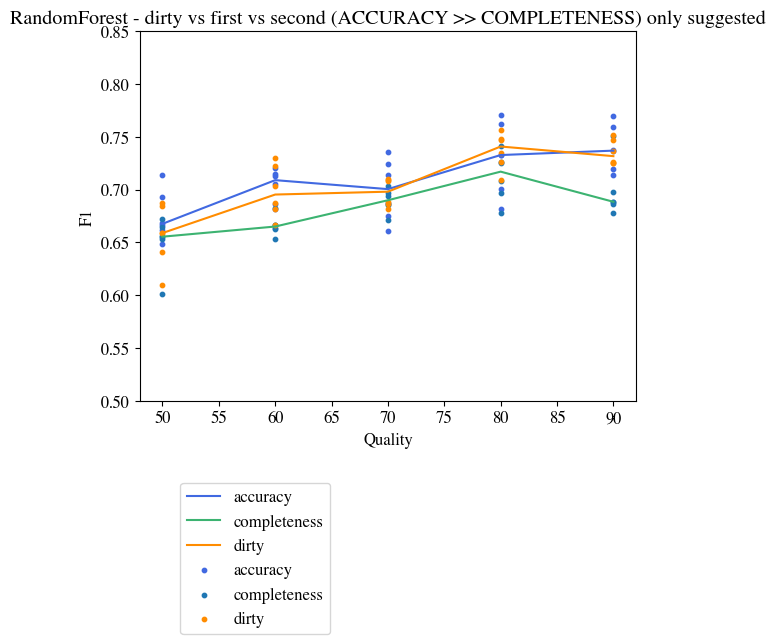 RandomForest - dirty vs first vs second (ACCURACY >> COMPLETENESS) only suggested
0.85
0.80
0.75
0.70
0.65
0.60
0.55
0.50
F1
50 55 60 65 70 75 80 85 90
Quality
accuracy
completeness
dirty
accuracy
completeness
dirty